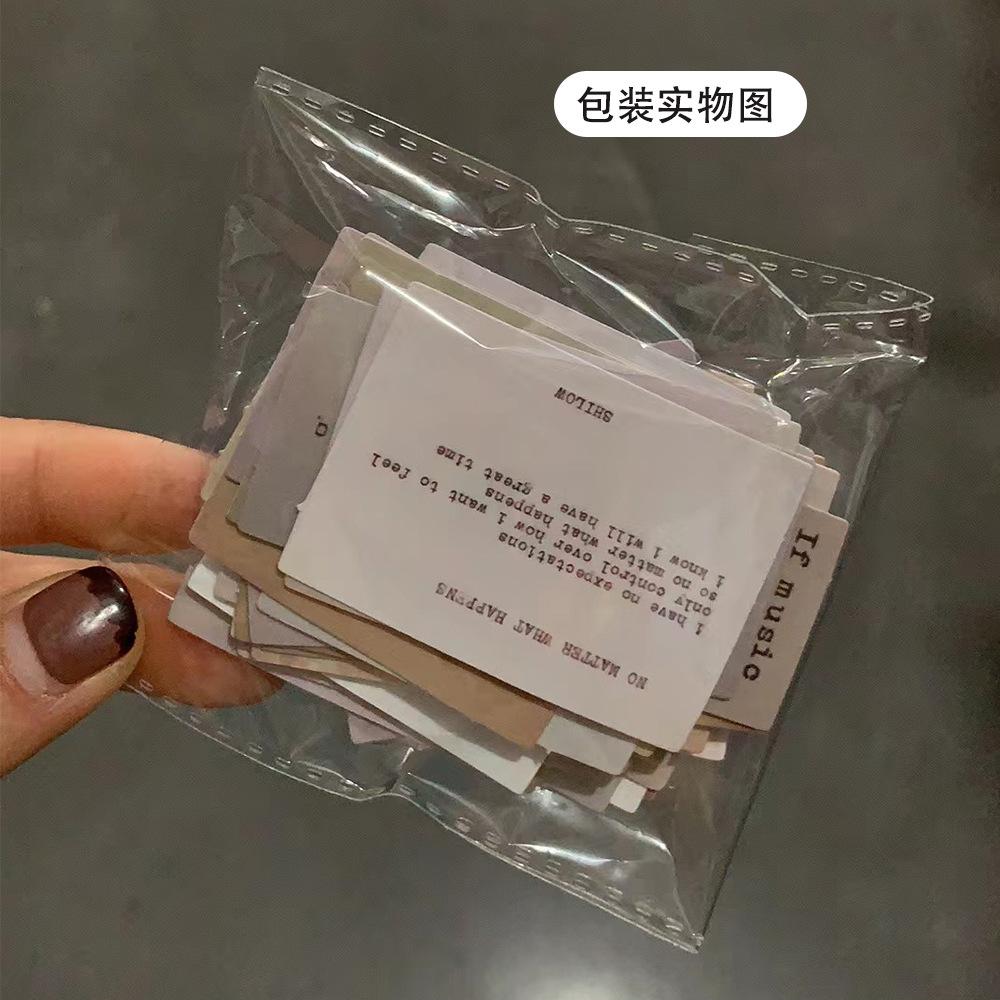 包装实物图
NO MATTER WHAT HAPPENS
i have no expectations
only control over how i want to feel
so no matter what happens
i know i will have a great time
SHILOW
If music